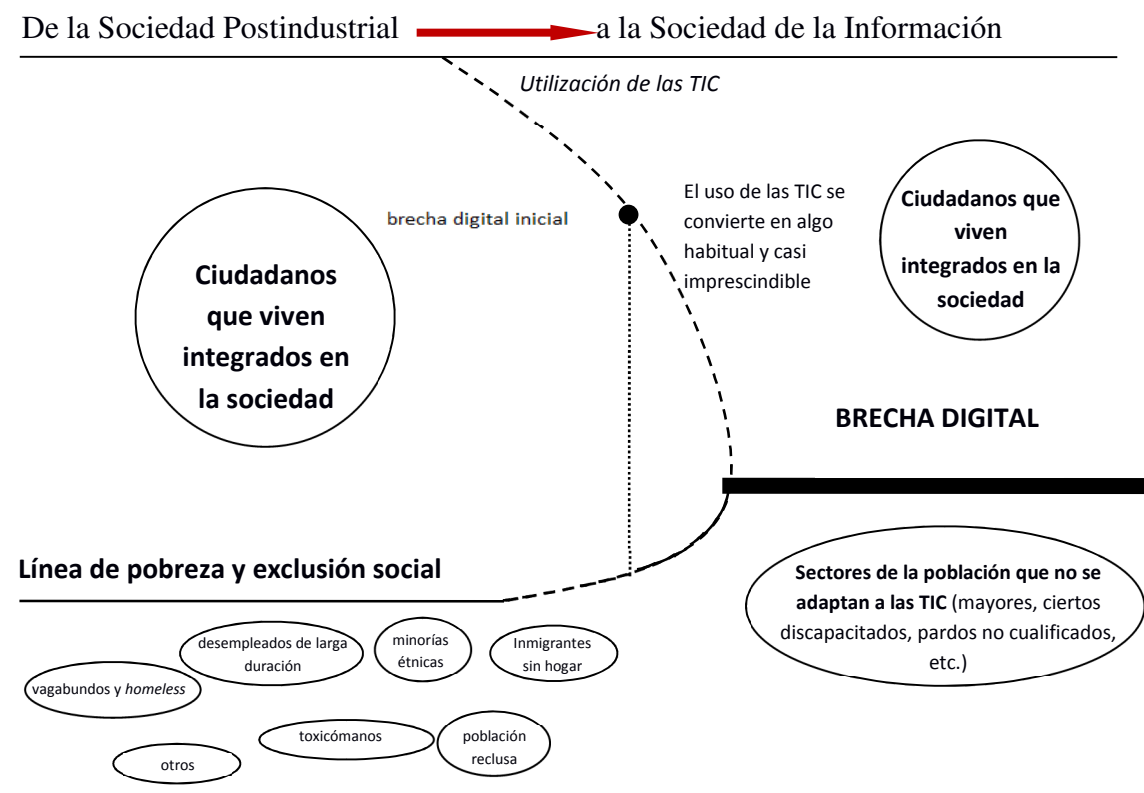 De la Sociedad Postindustrial a la Sociedad de la Información
Utilización de las TIC
brecha digital inicial
El uso de las TIC se
convierte en algo
habitual y casi
imprescindible
Ciudadanos que
viven
integrados en la
sociedad
Ciudadanos
que viven
integrados en
la sociedad
BRECHA DIGITAL
Línea de pobreza y exclusión social
Sectores de la población que no se
adaptan a las TIC (mayores, ciertos
discapacitados, pardos no cualificados,
etc.)
desempleados de larga
duración
minorías
étnicas
Inmigrantes
sin hogar
vagabundos y homeless
toxicómanos
población
reclusa
otros